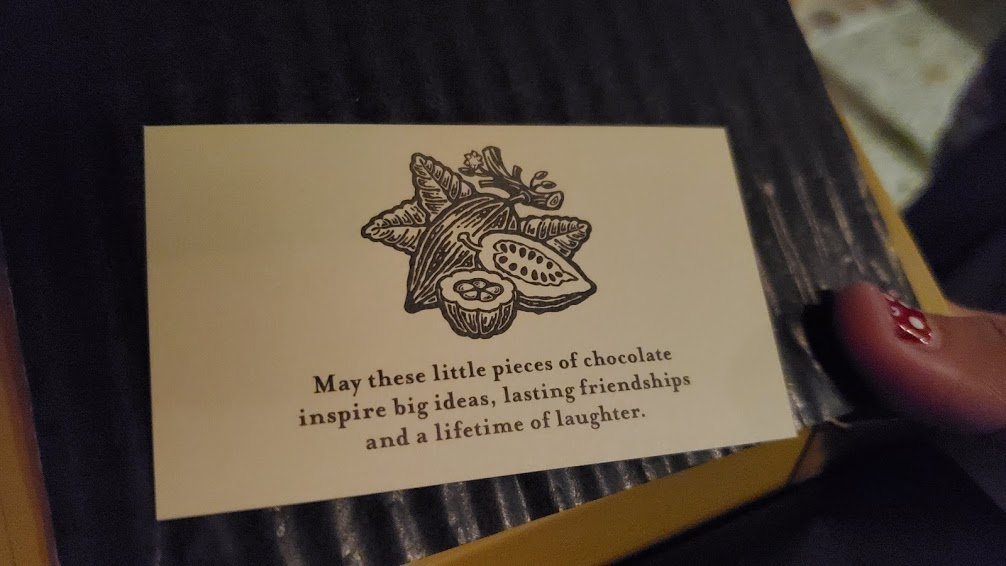 May these little pieces of chocolate
inspire big ideas, lasting friendships
and a lifetime of laughter.